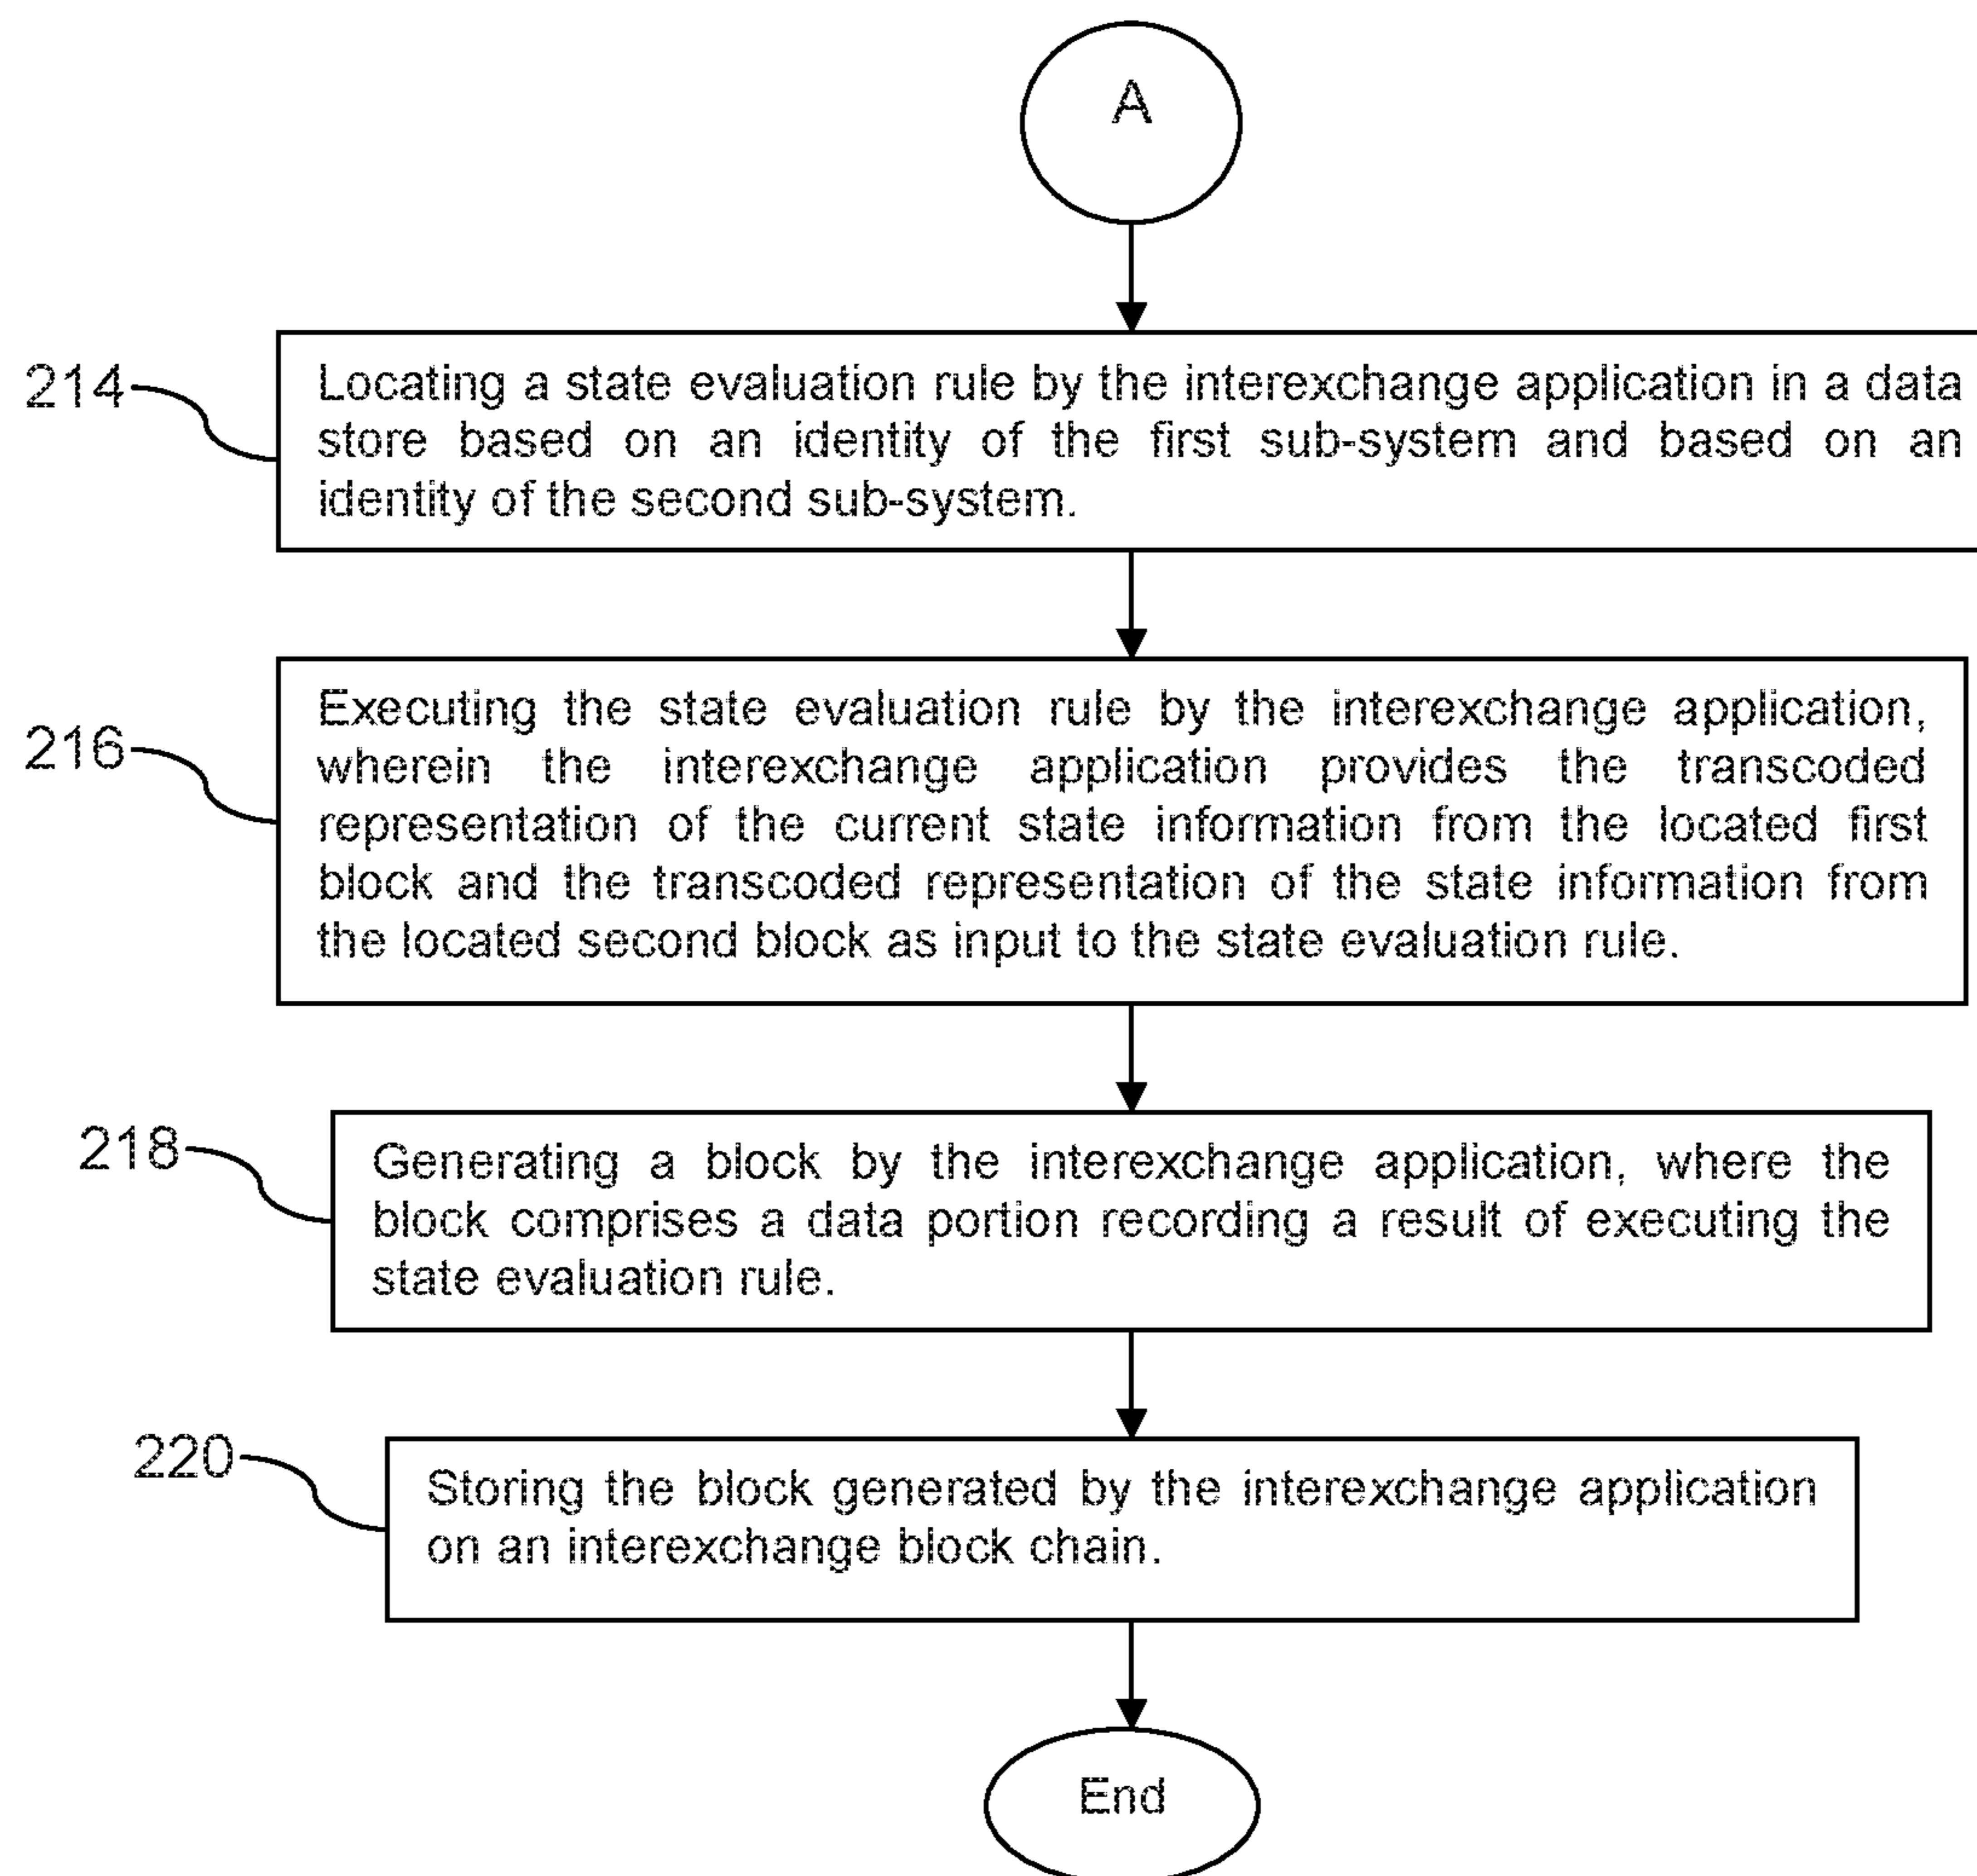 A
214
Locating a state evaluation rule by the interexchange application in a data
store based on an identity of the first sub-system and based on an
identity of the second sub-system.
216
Executing the state evaluation rule by the interexchange application,
wherein the interexchange application provides the transcoded
representation of the current state information from the located first
block and the transcoded representation of the state information from
the located second block as input to the state evaluation rule.
218
Generating a block by the interexchange application, where the
block comprises a data portion recording a result of executing the
state evaluation rule.
220
Storing the block generated by the interexchange application
on an interexchange block chain.
End